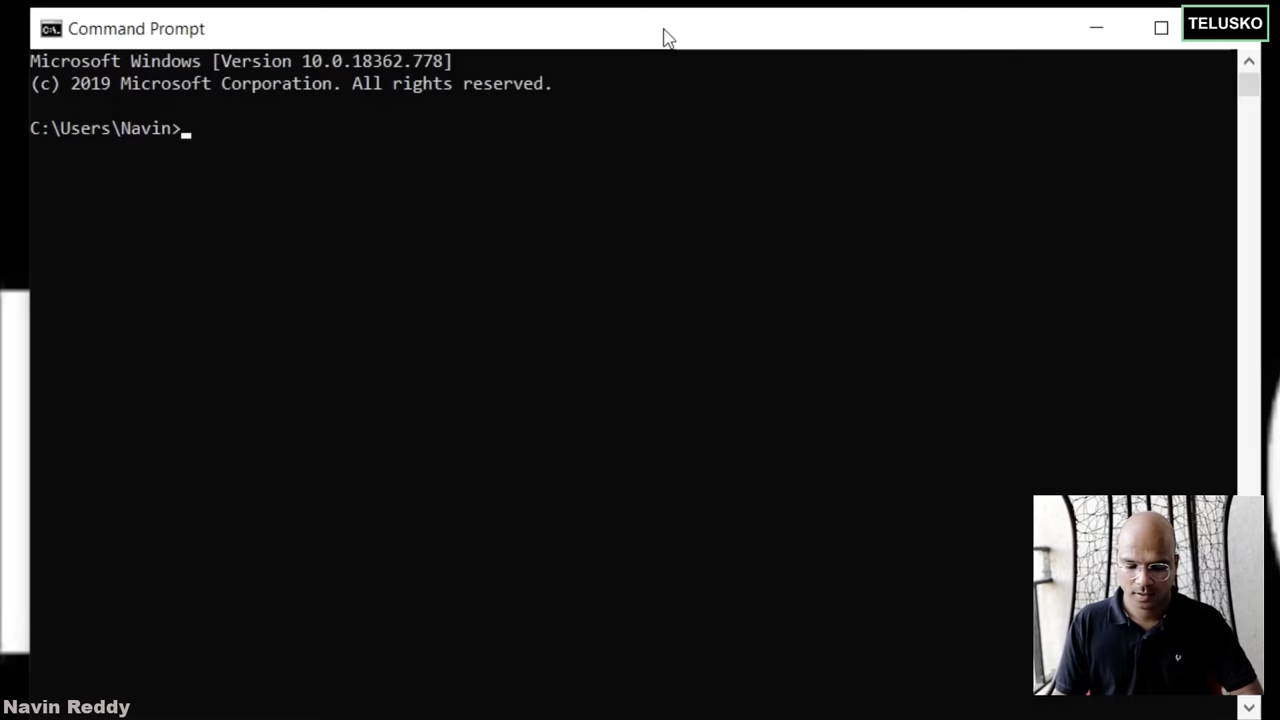 Command Prompt
TELUSKO
Microsoft Windows [Version 10.0.18362.778]
(c) 2019 Microsoft Corporation. All rights reserved.
C:\Users\Navin>
Navin Reddy